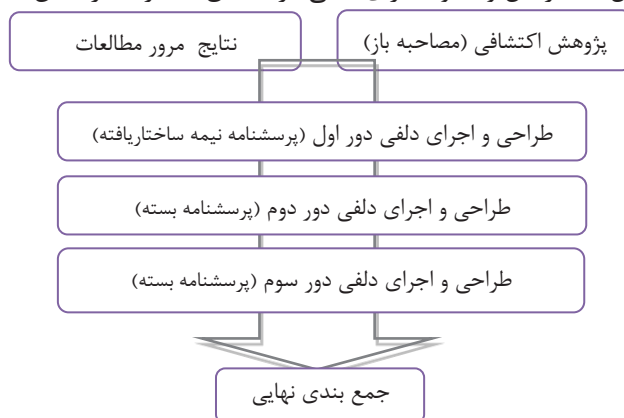 پژوهش اکتشافی (مصاحبه باز)
نتایج مرور مطالعات
طراحی و اجرای دلفی دور اول (پرسشنامه نیمه ساختاریافته)
طراحی و اجرای دلفی دور دوم (پرسشنامه بسته)
طراحی و اجرای دلفی دور سوم (پرسشنامه بسته)
جمع بندی نهایی